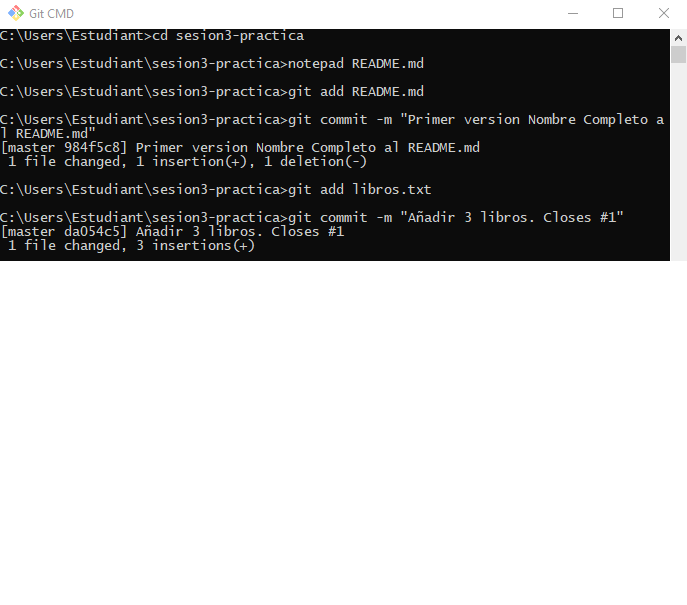 Git CMD
C:\Users\Estudiant>cd sesion3-practica
C:\Users\Estudiant\sesion3-practica>notepad README.md
C:\Users\Estudiant\sesion3-practica>git add README.md
C:\Users\Estudiant\sesion3-practica>git commit -m "Primer version Nombre Completo a
l README.md"
[master 984f5c8] Primer version Nombre Completo al README.md
 1 file changed, 1 insertion(+), 1 deletion(-)
C:\Users\Estudiant\sesion3-practica>git add libros.txt
C:\Users\Estudiant\sesion3-practica>git commit -m "Añadir 3 libros. Closes #1"
[master da054c5] Añadir 3 libros. Closes #1
 1 file changed, 3 insertions(+)